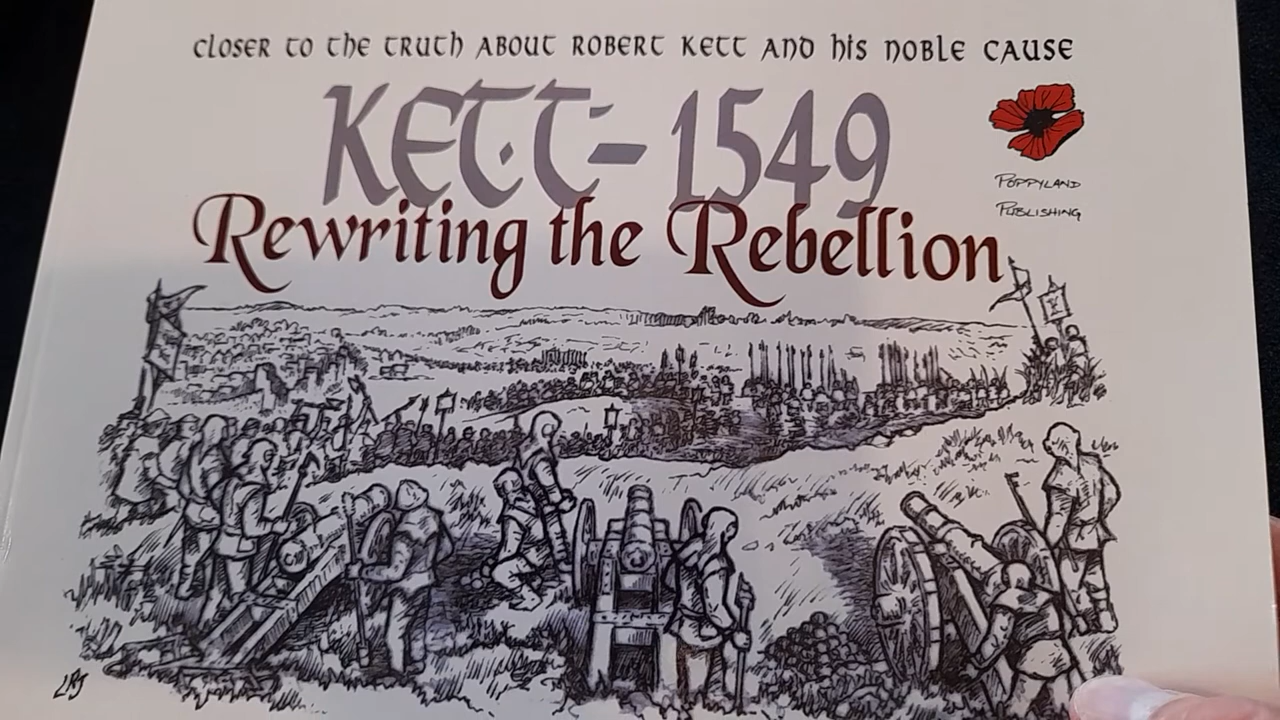 CLOSER TO THE TRUTH ABOUT ROBERT KETT AND HIS NOBLE CAUSE
KETT - 1549
Rewriting the Rebellion
POPPYLAND
PUBLISHING